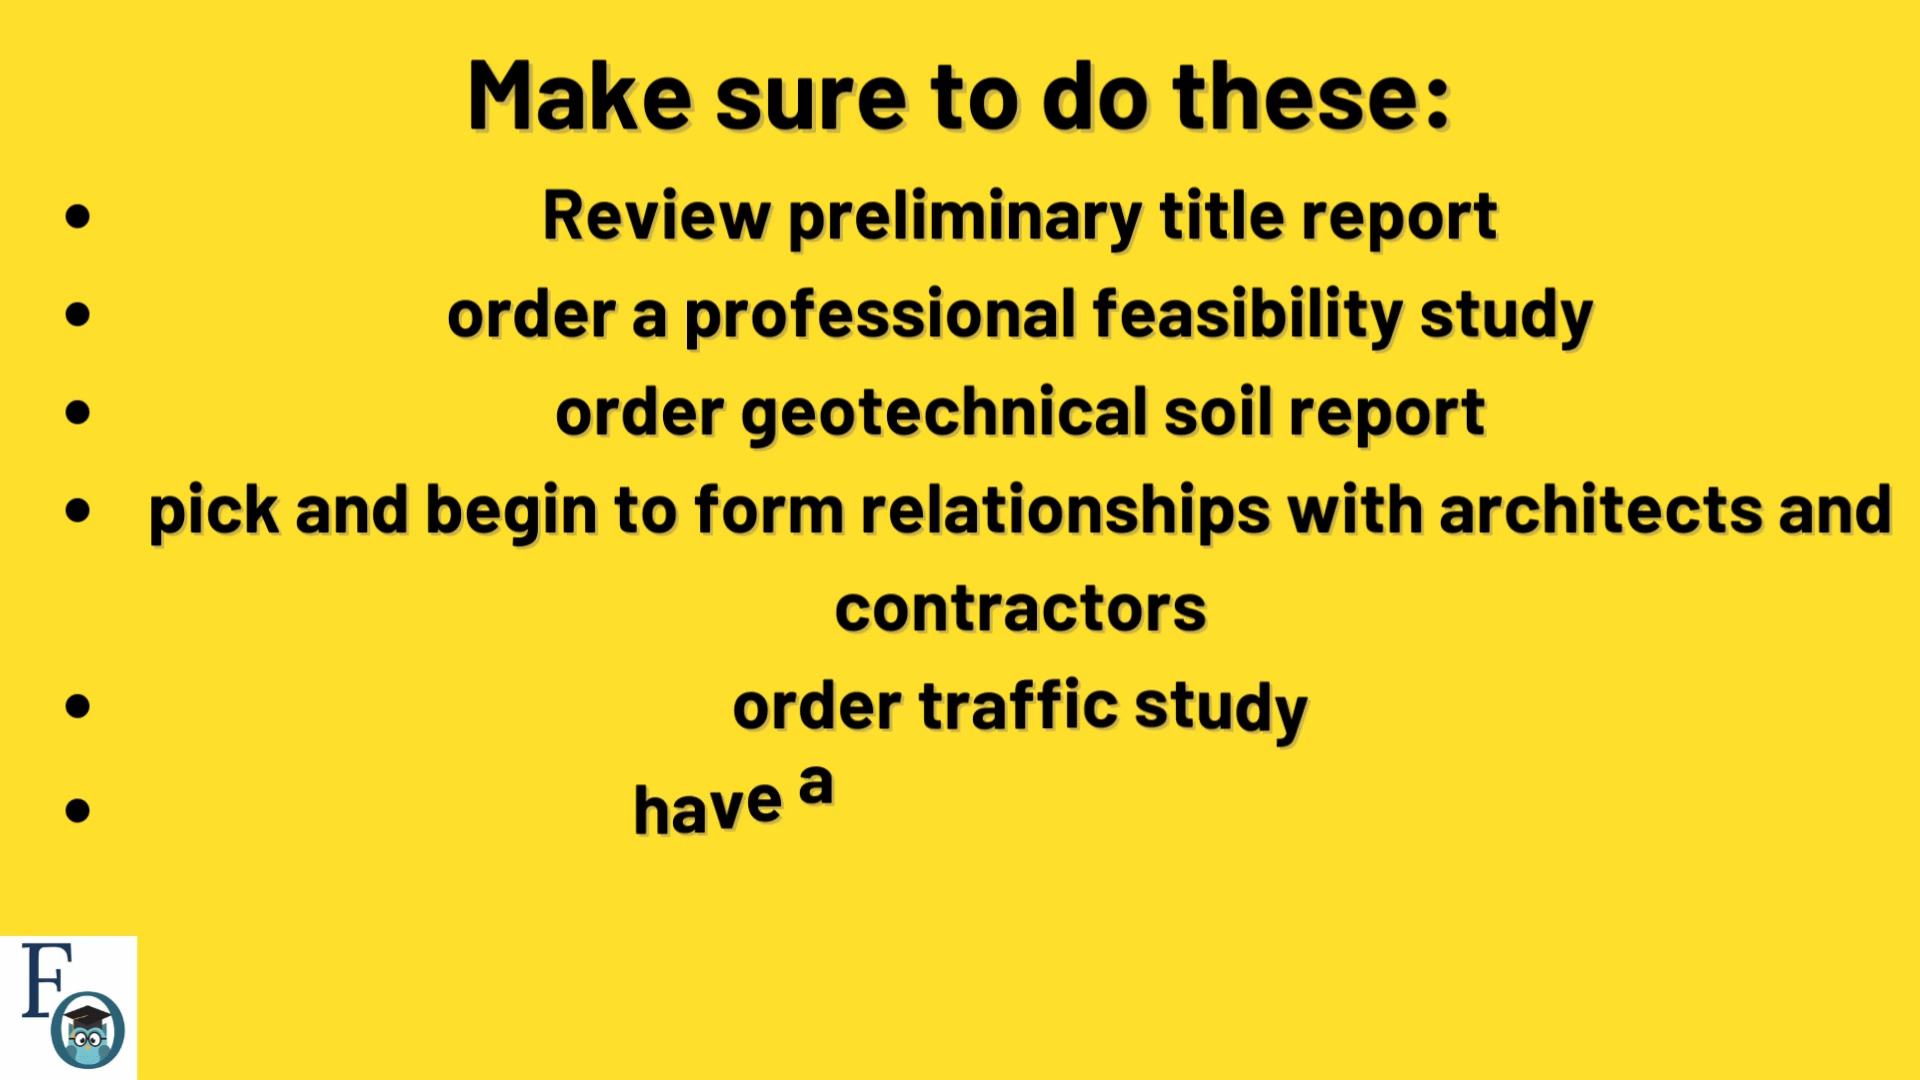 Make sure to do these:
• Review preliminary title report
• order a professional feasibility study
• order geotechnical soil report
• pick and begin to form relationships with architects and
contractors
• order traffic study
• have a
F
O